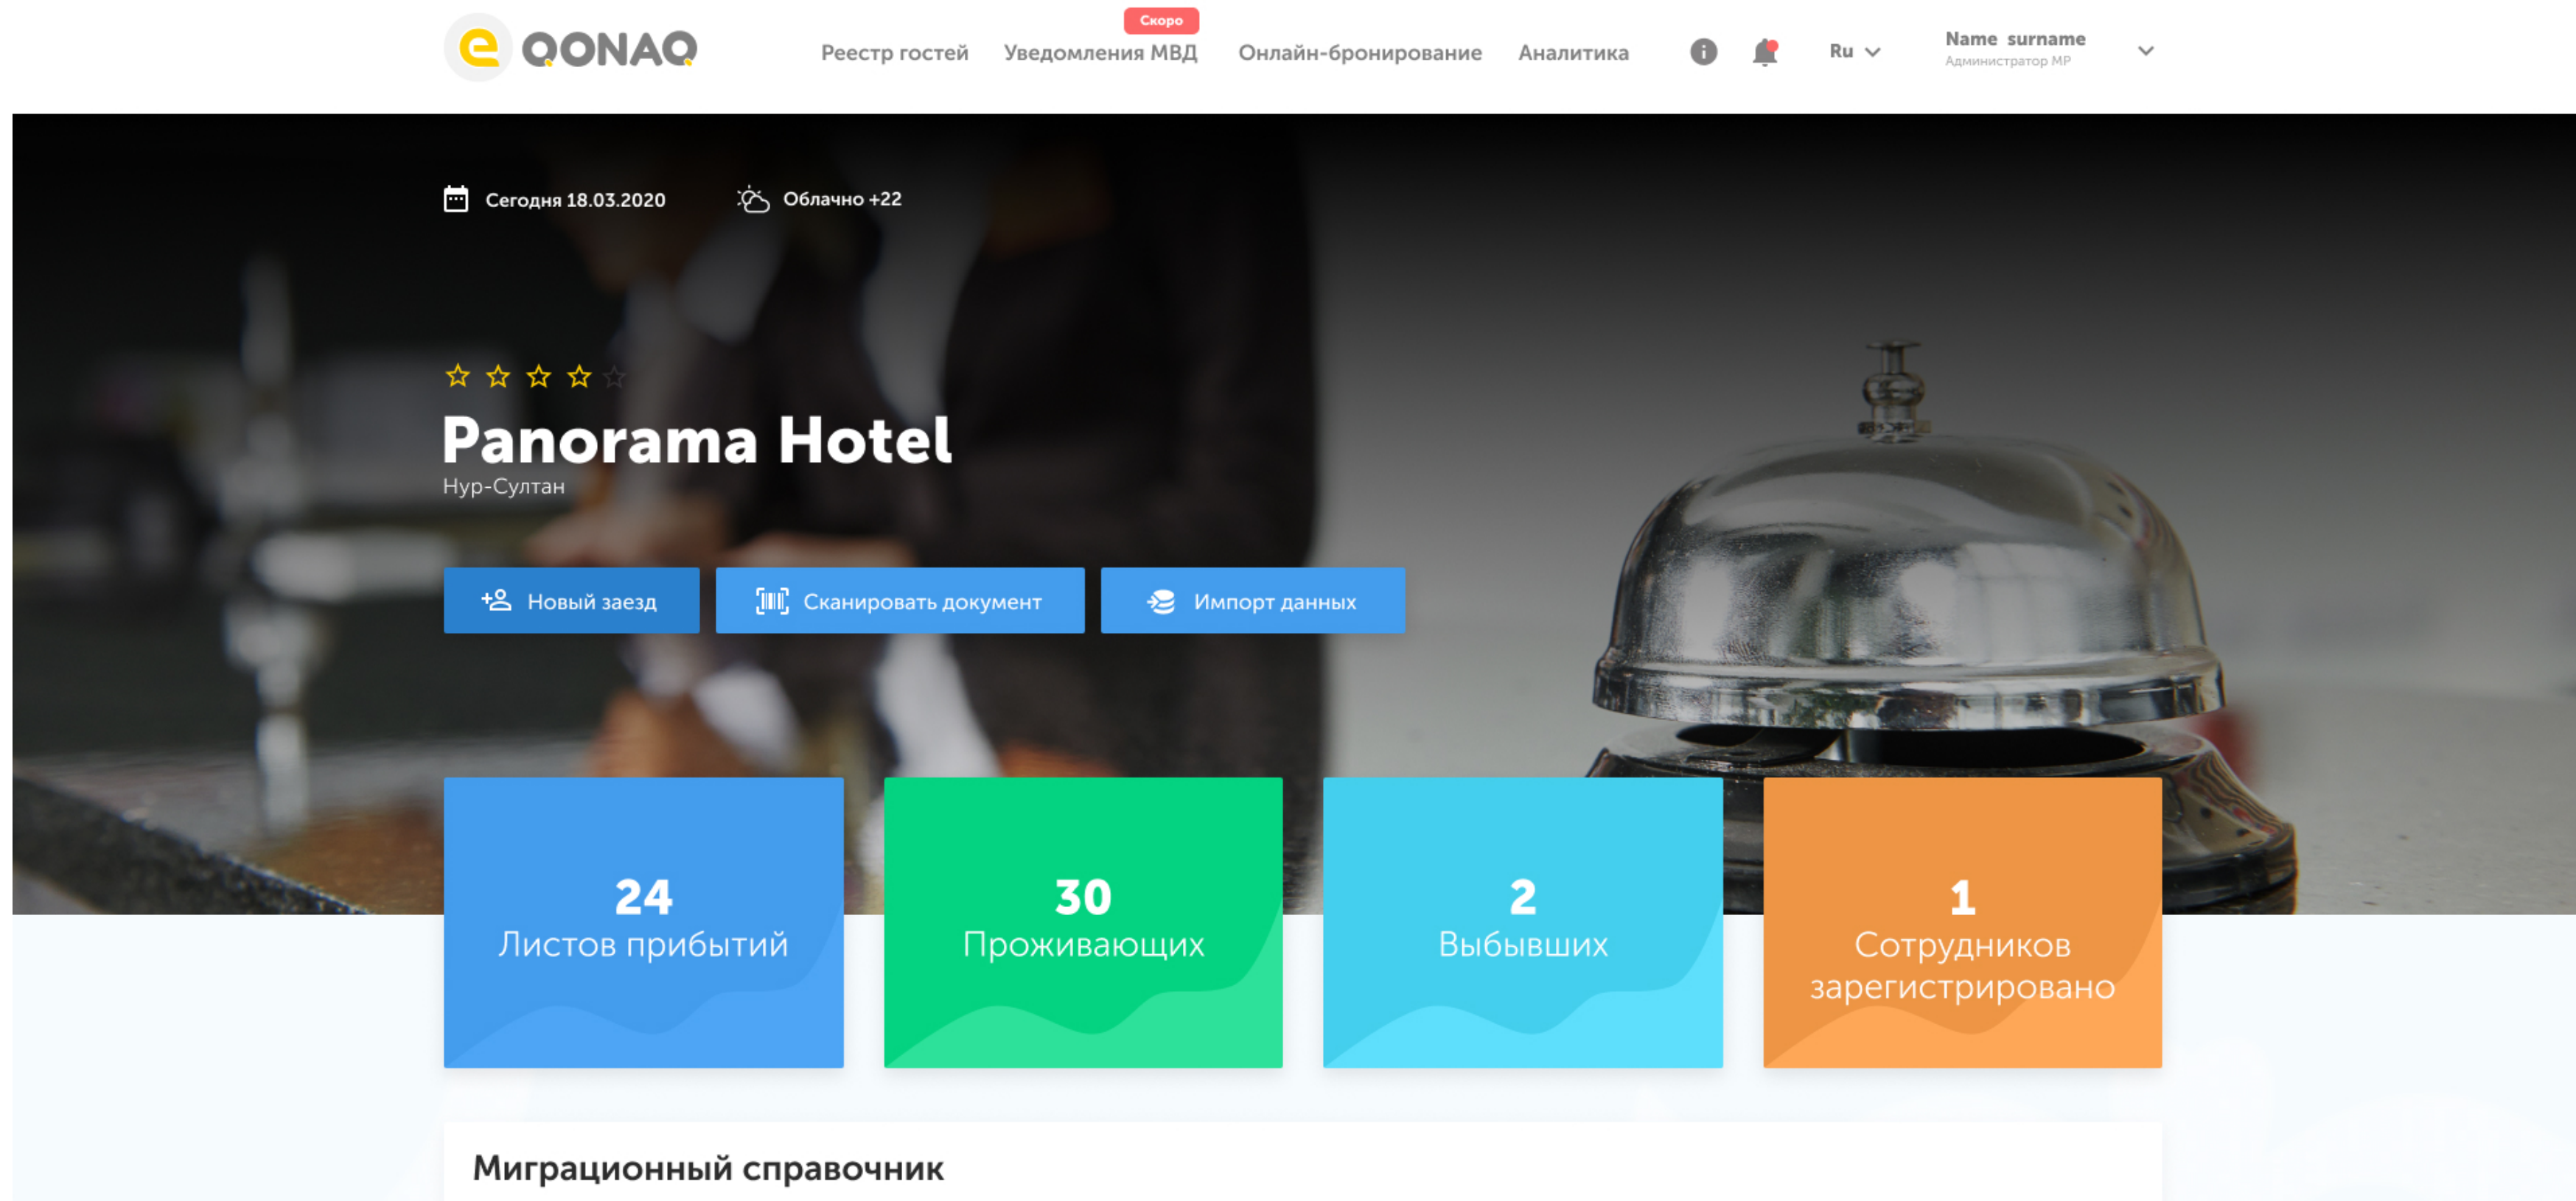 Скоро
e QONAQ
Реестр гостей Уведомления МВД Онлайн-бронирование Аналитика Ru Name surname
Администратор МР
Сегодня 18.03.2020 Облачно +22
Panorama Hotel
Нур-Султан
Новый заезд Сканировать документ Импорт данных
24
Листов прибытий
30
Проживающих
2
Выбывших
1
Сотрудников
зарегистрировано
Миграционный справочник